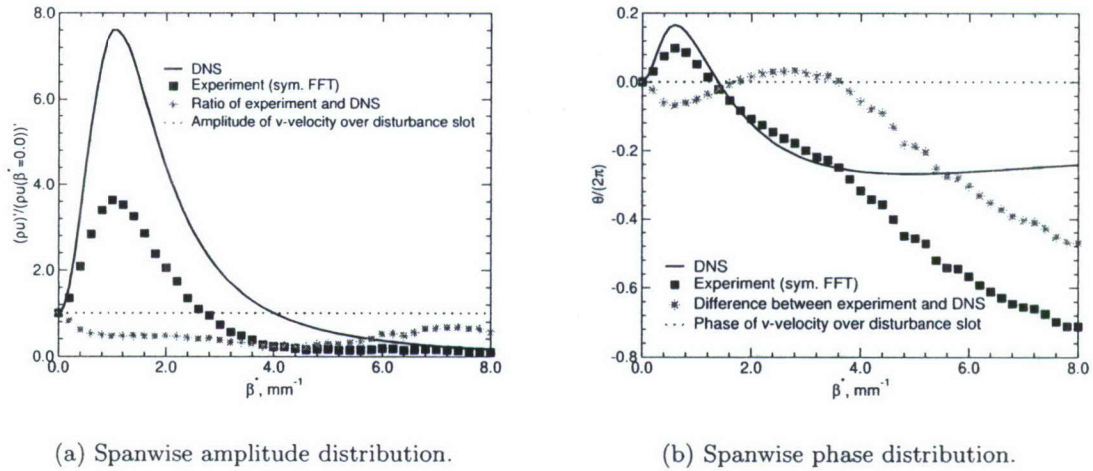 8.0
6.0
4.0
2.0
0.0
(ρu)'/(ρu(β*=0.0))'
DNS
Experiment (sym. FFT)
Ratio of experiment and DNS
Amplitude of v-velocity over disturbance slot
0.0 2.0 4.0 6.0 8.0
β*, mm-1
(a) Spanwise amplitude distribution.
0.2
0.0
-0.2
-0.4
-0.6
-0.8
θ/(2π)
DNS
Experiment (sym. FFT)
Difference between experiment and DNS
Phase of v-velocity over disturbance slot
0.0 2.0 4.0 6.0 8.0
β*, mm-1
(b) Spanwise phase distribution.